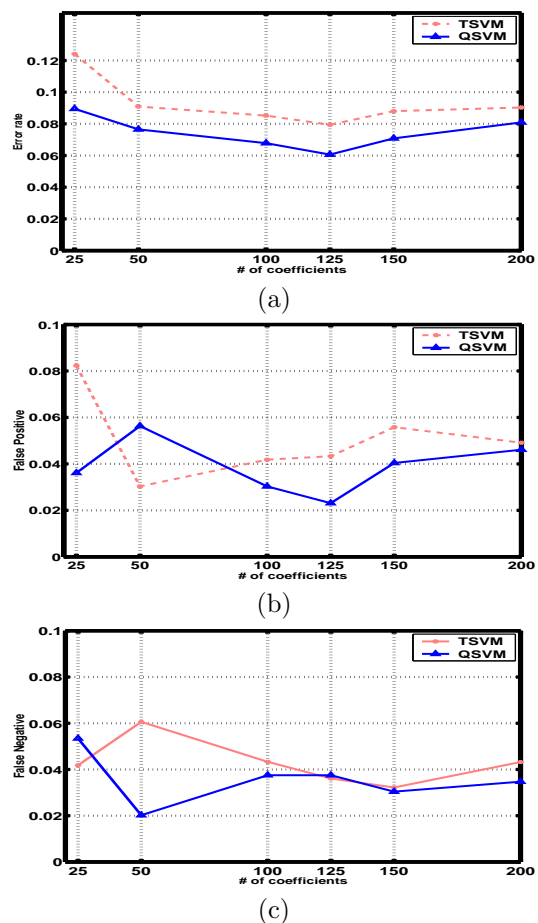 TSVM
QSVM
0.12
0.1
0.08
0.06
0.04
0.02
0
Error rate
25 50 100 125 150 200
# of coefficients
(a)
TSVM
QSVM
0.1
0.08
0.06
0.04
0.02
0
False Positive
25 50 100 125 150 200
# of coefficients
(b)
TSVM
QSVM
0.1
0.08
0.06
0.04
0.02
0
False Negative
25 50 100 125 150 200
# of coefficients
(c)